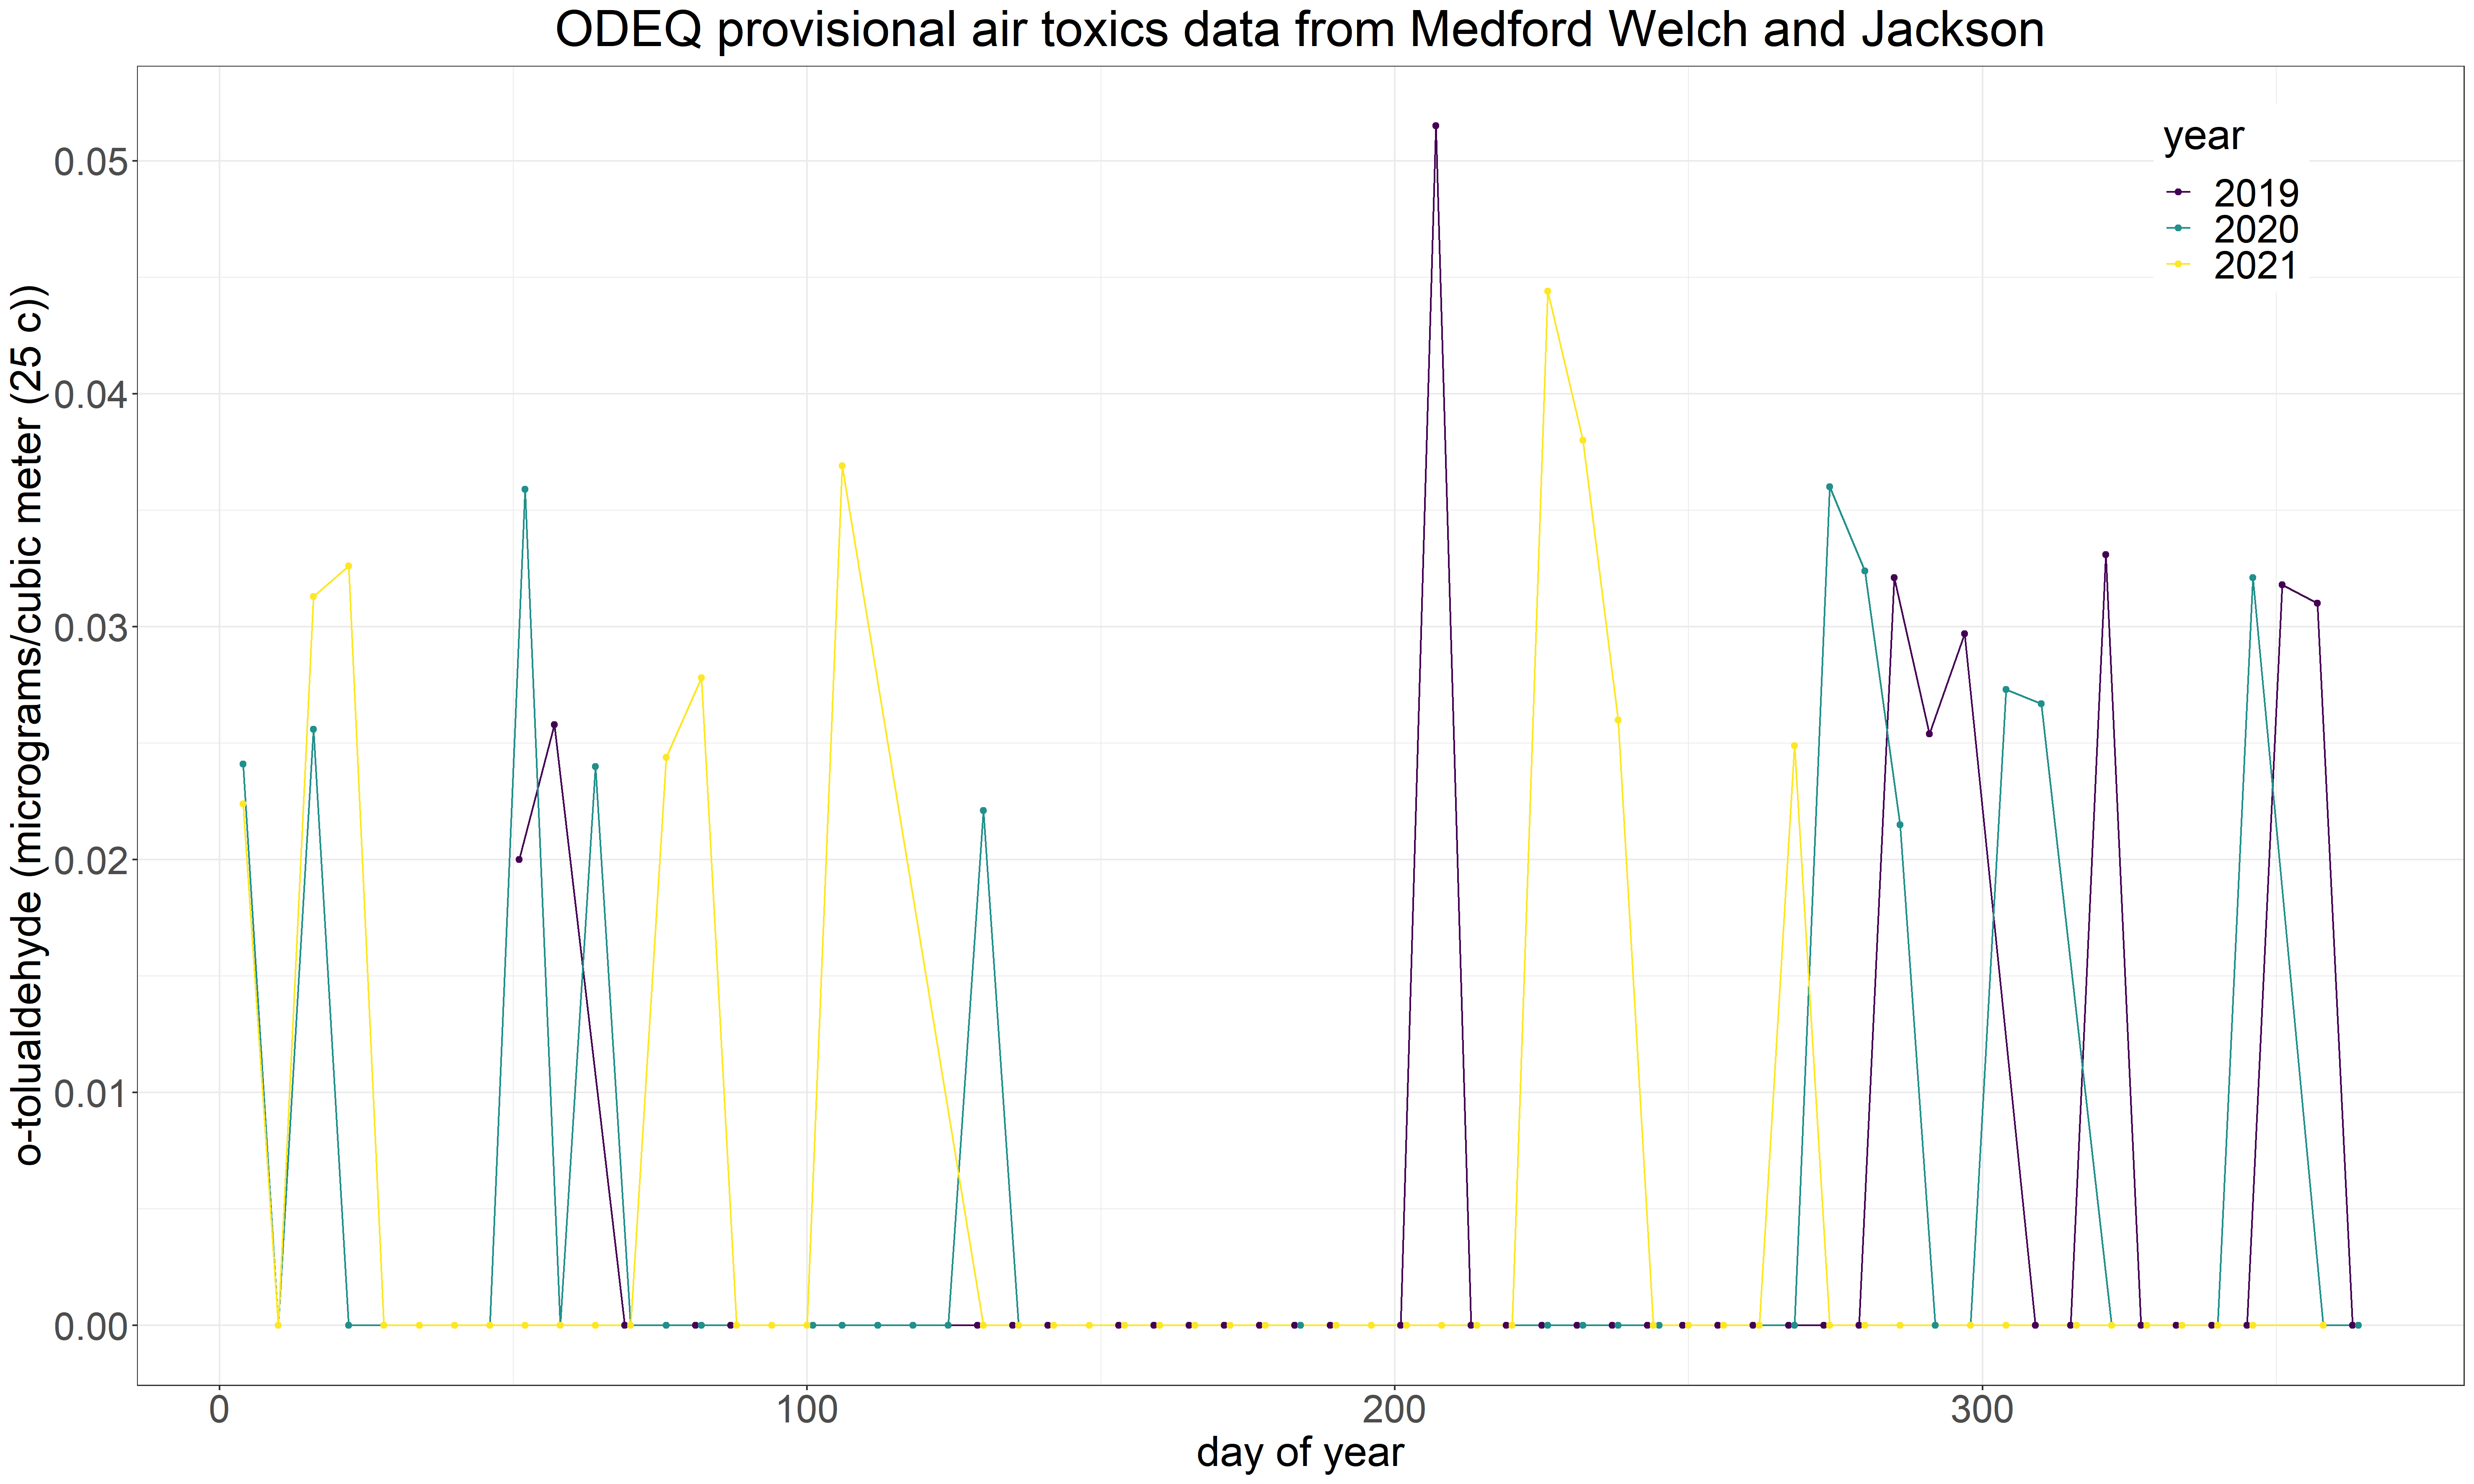 ODEQ provisional air toxics data from Medford Welch and Jackson
o-tolualdehyde (micrograms/cubic meter (25 c))
0.05
0.04
0.03
0.02
0.01
0.00
year
2019
2020
2021
0 100 200 300
day of year